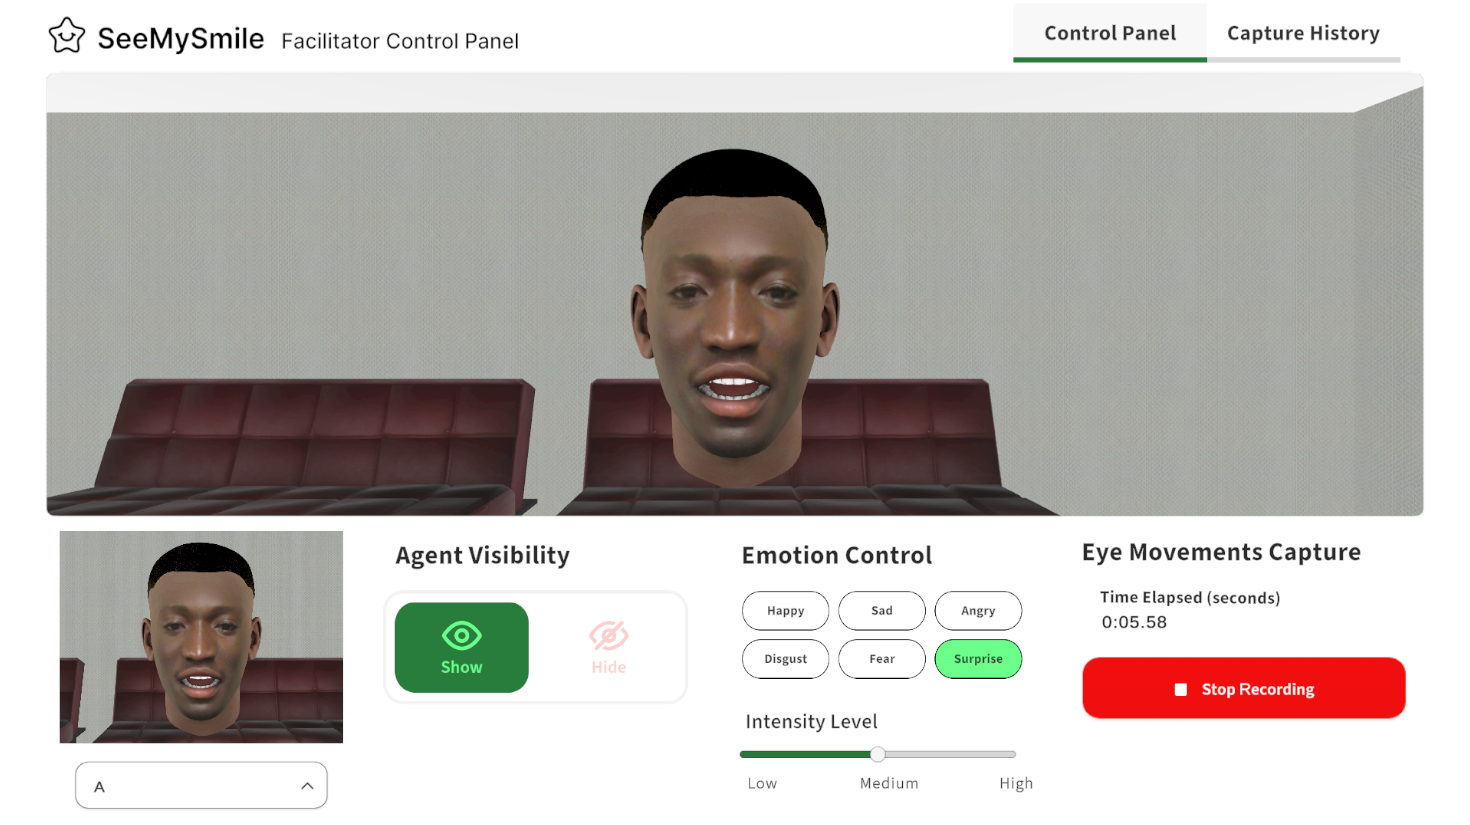 SeeMySmile Facilitator Control Panel
Control Panel
Capture History
Agent Visibility
Show
Hide
Emotion Control
Happy
Sad
Angry
Disgust
Fear
Surprise
Intensity Level
Low
Medium
High
Eye Movements Capture
Time Elapsed (seconds)
0:05.58
Stop Recording
A